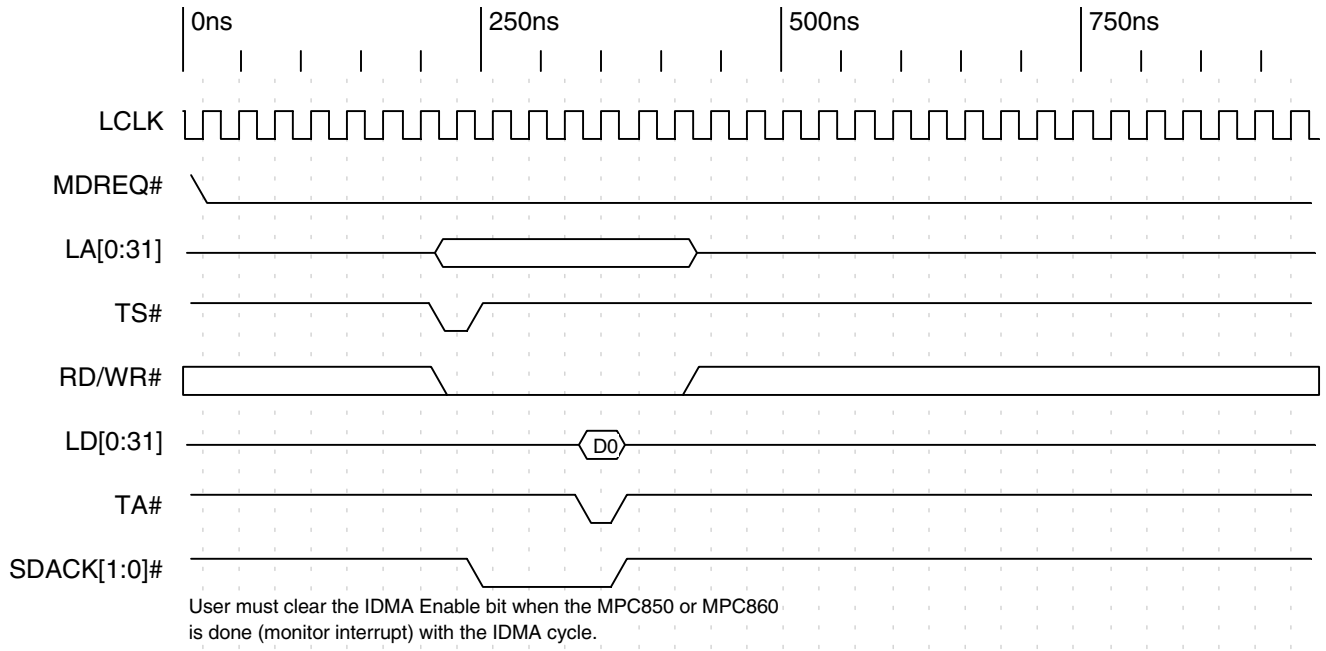 0ns 250ns 500ns 750ns
LCLK
MDREQ#
LA[0:31]
TS#
RD/WR#
LD[0:31] D0
TA#
SDACK[1:0]#
User must clear the IDMA Enable bit when the MPC850 or MPC860
is done (monitor interrupt) with the IDMA cycle.